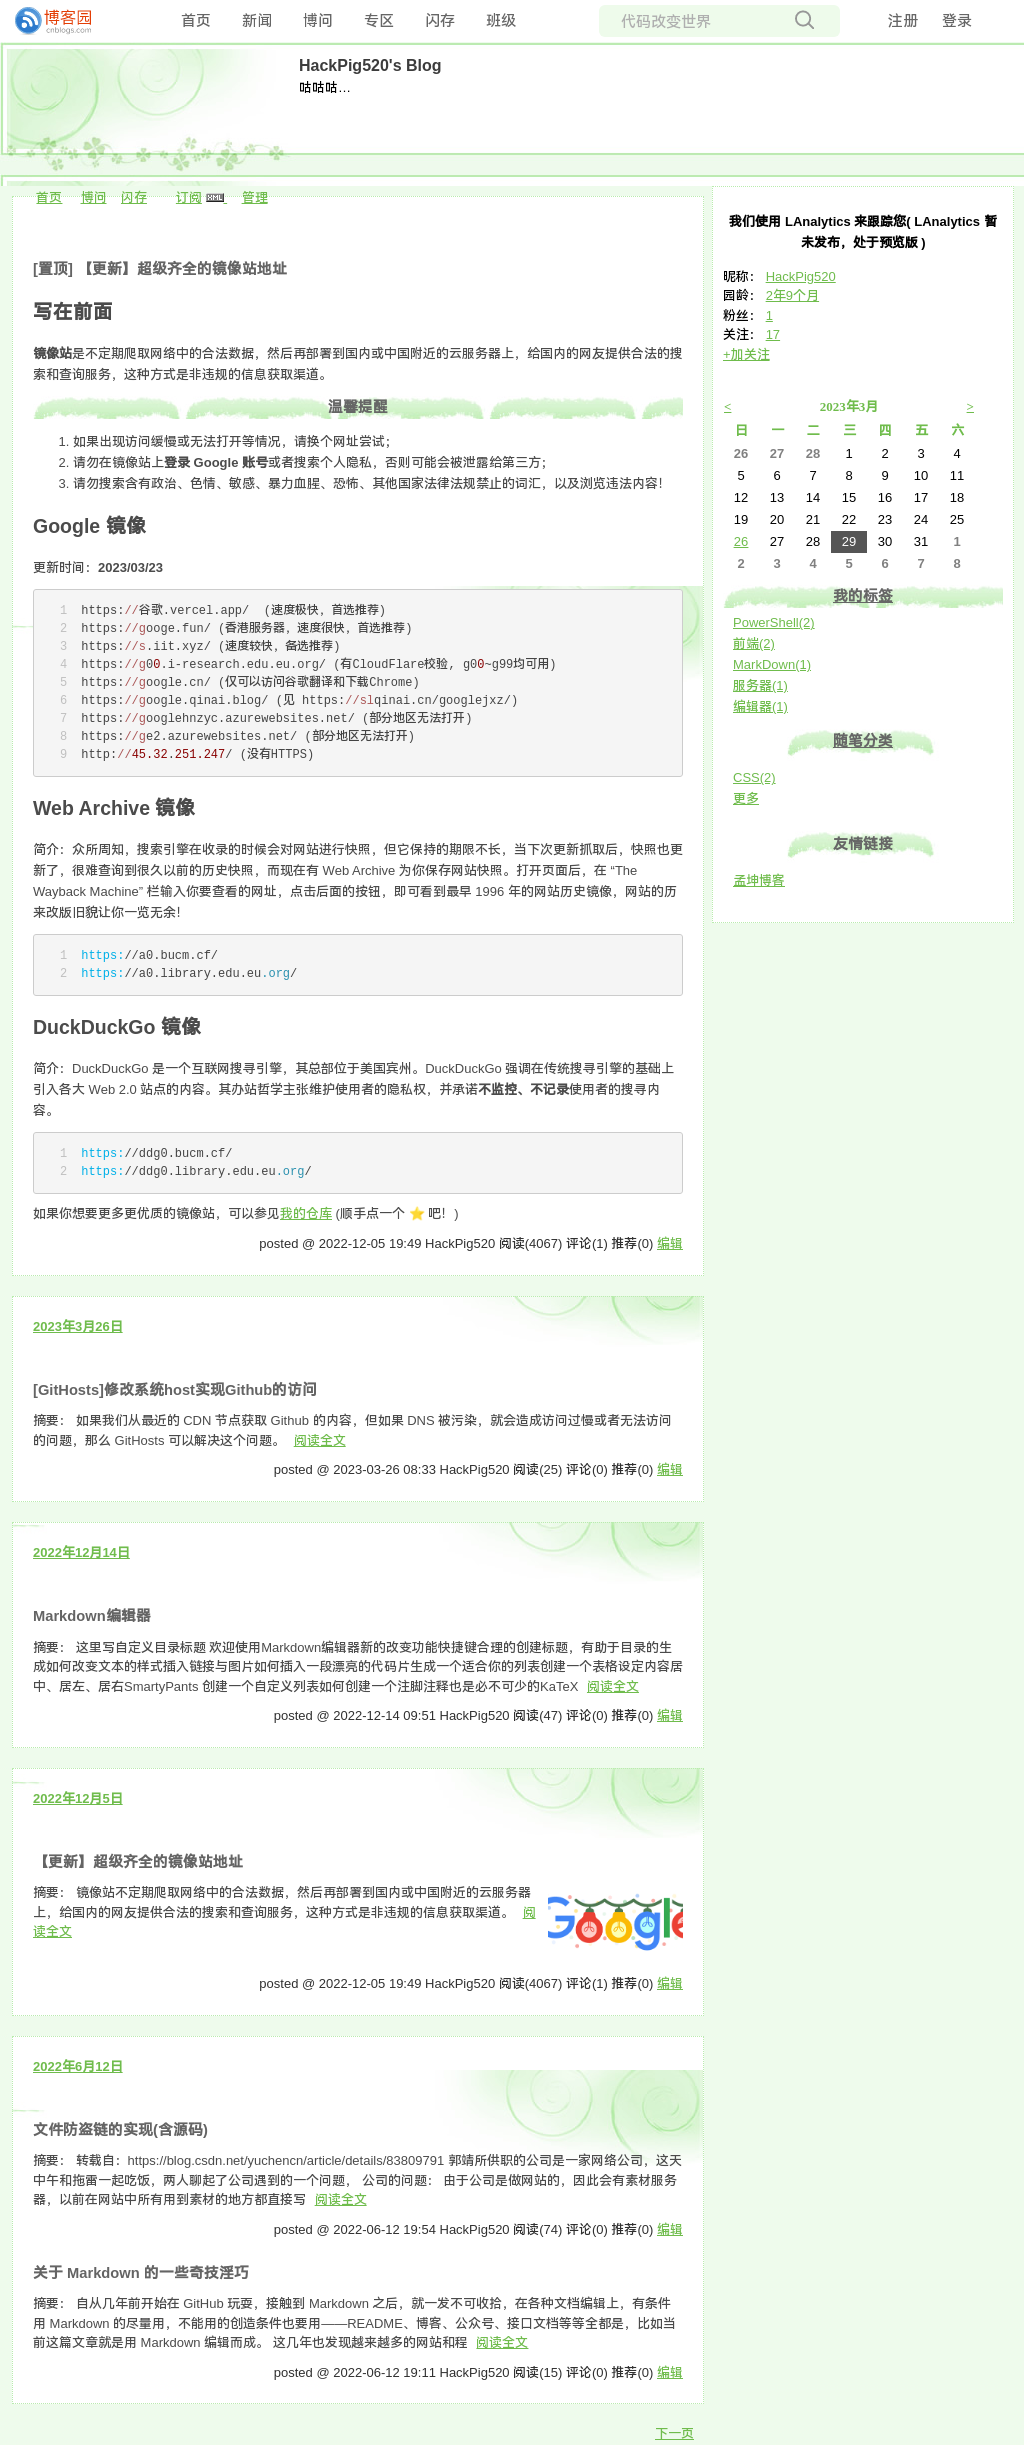 博客园
cnblogs.com
首页 新闻 博问 专区 闪存 班级 代码改变世界 注册 登录
HackPig520's Blog
咕咕咕…
首页 博问 闪存 订阅 XML 管理
[置顶] 【更新】超级齐全的镜像站地址
写在前面
镜像站是不定期爬取网络中的合法数据，然后再部署到国内或中国附近的云服务器上，给国内的网友提供合法的搜
索和查询服务，这种方式是非违规的信息获取渠道。
温馨提醒
1. 如果出现访问缓慢或无法打开等情况，请换个网址尝试；
2. 请勿在镜像站上登录 Google 账号或者搜索个人隐私，否则可能会被泄露给第三方；
3. 请勿搜索含有政治、色情、敏感、暴力血腥、恐怖、其他国家法律法规禁止的词汇，以及浏览违法内容！
Google 镜像
更新时间：2023/03/23
1 https://谷歌.vercel.app/ (速度极快，首选推荐)
2 https://googe.fun/ (香港服务器，速度很快，首选推荐)
3 https://s.iit.xyz/ (速度较快，备选推荐)
4 https://g00.i-research.edu.eu.org/ (有CloudFlare校验, g00~g99均可用)
5 https://google.cn/ (仅可以访问谷歌翻译和下载Chrome)
6 https://google.qinai.blog/ (见 https://slqinai.cn/googlejxz/)
7 https://googlehnzyc.azurewebsites.net/ (部分地区无法打开)
8 https://ge2.azurewebsites.net/ (部分地区无法打开)
9 http://45.32.251.247/ (没有HTTPS)
Web Archive 镜像
简介：众所周知，搜索引擎在收录的时候会对网站进行快照，但它保持的期限不长，当下次更新抓取后，快照也更
新了，很难查询到很久以前的历史快照，而现在有 Web Archive 为你保存网站快照。打开页面后，在 “The
Wayback Machine” 栏输入你要查看的网址，点击后面的按钮，即可看到最早 1996 年的网站历史镜像，网站的历
来改版旧貌让你一览无余！
1 https://a0.bucm.cf/
2 https://a0.library.edu.eu.org/
DuckDuckGo 镜像
简介：DuckDuckGo 是一个互联网搜寻引擎，其总部位于美国宾州。DuckDuckGo 强调在传统搜寻引擎的基础上
引入各大 Web 2.0 站点的内容。其办站哲学主张维护使用者的隐私权，并承诺不监控、不记录使用者的搜寻内
容。
1 https://ddg0.bucm.cf/
2 https://ddg0.library.edu.eu.org/
如果你想要更多更优质的镜像站，可以参见我的仓库 (顺手点一个 ⭐ 吧！)
posted @ 2022-12-05 19:49 HackPig520 阅读(4067) 评论(1) 推荐(0) 编辑
2023年3月26日
[GitHosts]修改系统host实现Github的访问
摘要： 如果我们从最近的 CDN 节点获取 Github 的内容，但如果 DNS 被污染，就会造成访问过慢或者无法访问
的问题，那么 GitHosts 可以解决这个问题。 阅读全文
posted @ 2023-03-26 08:33 HackPig520 阅读(25) 评论(0) 推荐(0) 编辑
2022年12月14日
Markdown编辑器
摘要： 这里写自定义目录标题 欢迎使用Markdown编辑器新的改变功能快捷键合理的创建标题，有助于目录的生
成如何改变文本的样式插入链接与图片如何插入一段漂亮的代码片生成一个适合你的列表创建一个表格设定内容居
中、居左、居右SmartyPants 创建一个自定义列表如何创建一个注脚注释也是必不可少的KaTeX 阅读全文
posted @ 2022-12-14 09:51 HackPig520 阅读(47) 评论(0) 推荐(0) 编辑
2022年12月5日
【更新】超级齐全的镜像站地址
摘要： 镜像站不定期爬取网络中的合法数据，然后再部署到国内或中国附近的云服务器
上，给国内的网友提供合法的搜索和查询服务，这种方式是非违规的信息获取渠道。 阅
读全文
Google
posted @ 2022-12-05 19:49 HackPig520 阅读(4067) 评论(1) 推荐(0) 编辑
2022年6月12日
文件防盗链的实现(含源码)
摘要： 转载自：https://blog.csdn.net/yuchencn/article/details/83809791 郭靖所供职的公司是一家网络公司，这天
中午和拖雷一起吃饭，两人聊起了公司遇到的一个问题， 公司的问题： 由于公司是做网站的，因此会有素材服务
器，以前在网站中所有用到素材的地方都直接写 阅读全文
posted @ 2022-06-12 19:54 HackPig520 阅读(74) 评论(0) 推荐(0) 编辑
关于 Markdown 的一些奇技淫巧
摘要： 自从几年前开始在 GitHub 玩耍，接触到 Markdown 之后，就一发不可收拾，在各种文档编辑上，有条件
用 Markdown 的尽量用，不能用的创造条件也要用——README、博客、公众号、接口文档等等全都是，比如当
前这篇文章就是用 Markdown 编辑而成。 这几年也发现越来越多的网站和程 阅读全文
posted @ 2022-06-12 19:11 HackPig520 阅读(15) 评论(0) 推荐(0) 编辑
下一页
我们使用 LAnalytics 来跟踪您( LAnalytics 暂
未发布，处于预览版 )
昵称： HackPig520
园龄： 2年9个月
粉丝： 1
关注： 17
+加关注
< 2023年3月 >
日 一 二 三 四 五 六
26 27 28 1 2 3 4
5 6 7 8 9 10 11
12 13 14 15 16 17 18
19 20 21 22 23 24 25
26 27 28 29 30 31 1
2 3 4 5 6 7 8
我的标签
PowerShell(2)
前端(2)
MarkDown(1)
服务器(1)
编辑器(1)
随笔分类
CSS(2)
更多
友情链接
孟坤博客